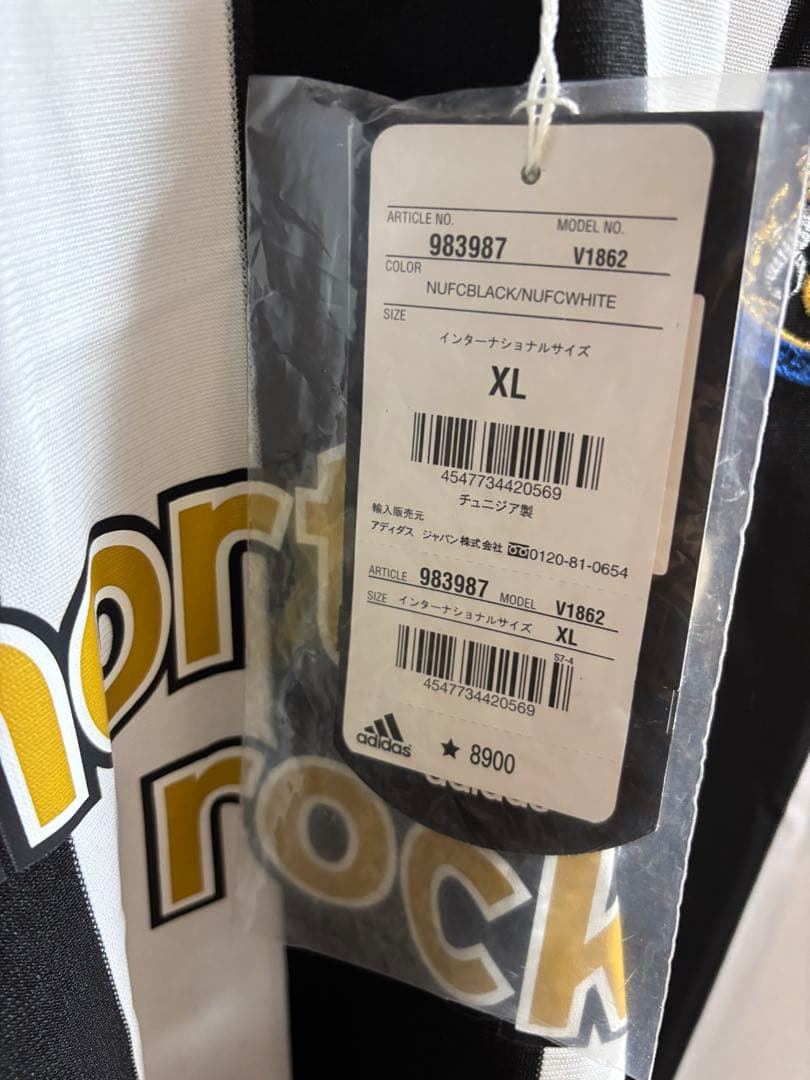 ARTICLE NO. MODEL NO.
983987 V1862
COLOR
NUFCBLACK/NUFCWHITE
SIZE
インターナショナルサイズ
XL
4547734420569
チュニジア製
輸入販売元
アディダス ジャパン株式会社 0120-81-0654
ARTICLE 983987 MODEL V1862
SIZE インターナショナルサイズ XL
S7-4
4547734420569
adidas ★ 8900
adidas
nort
rock